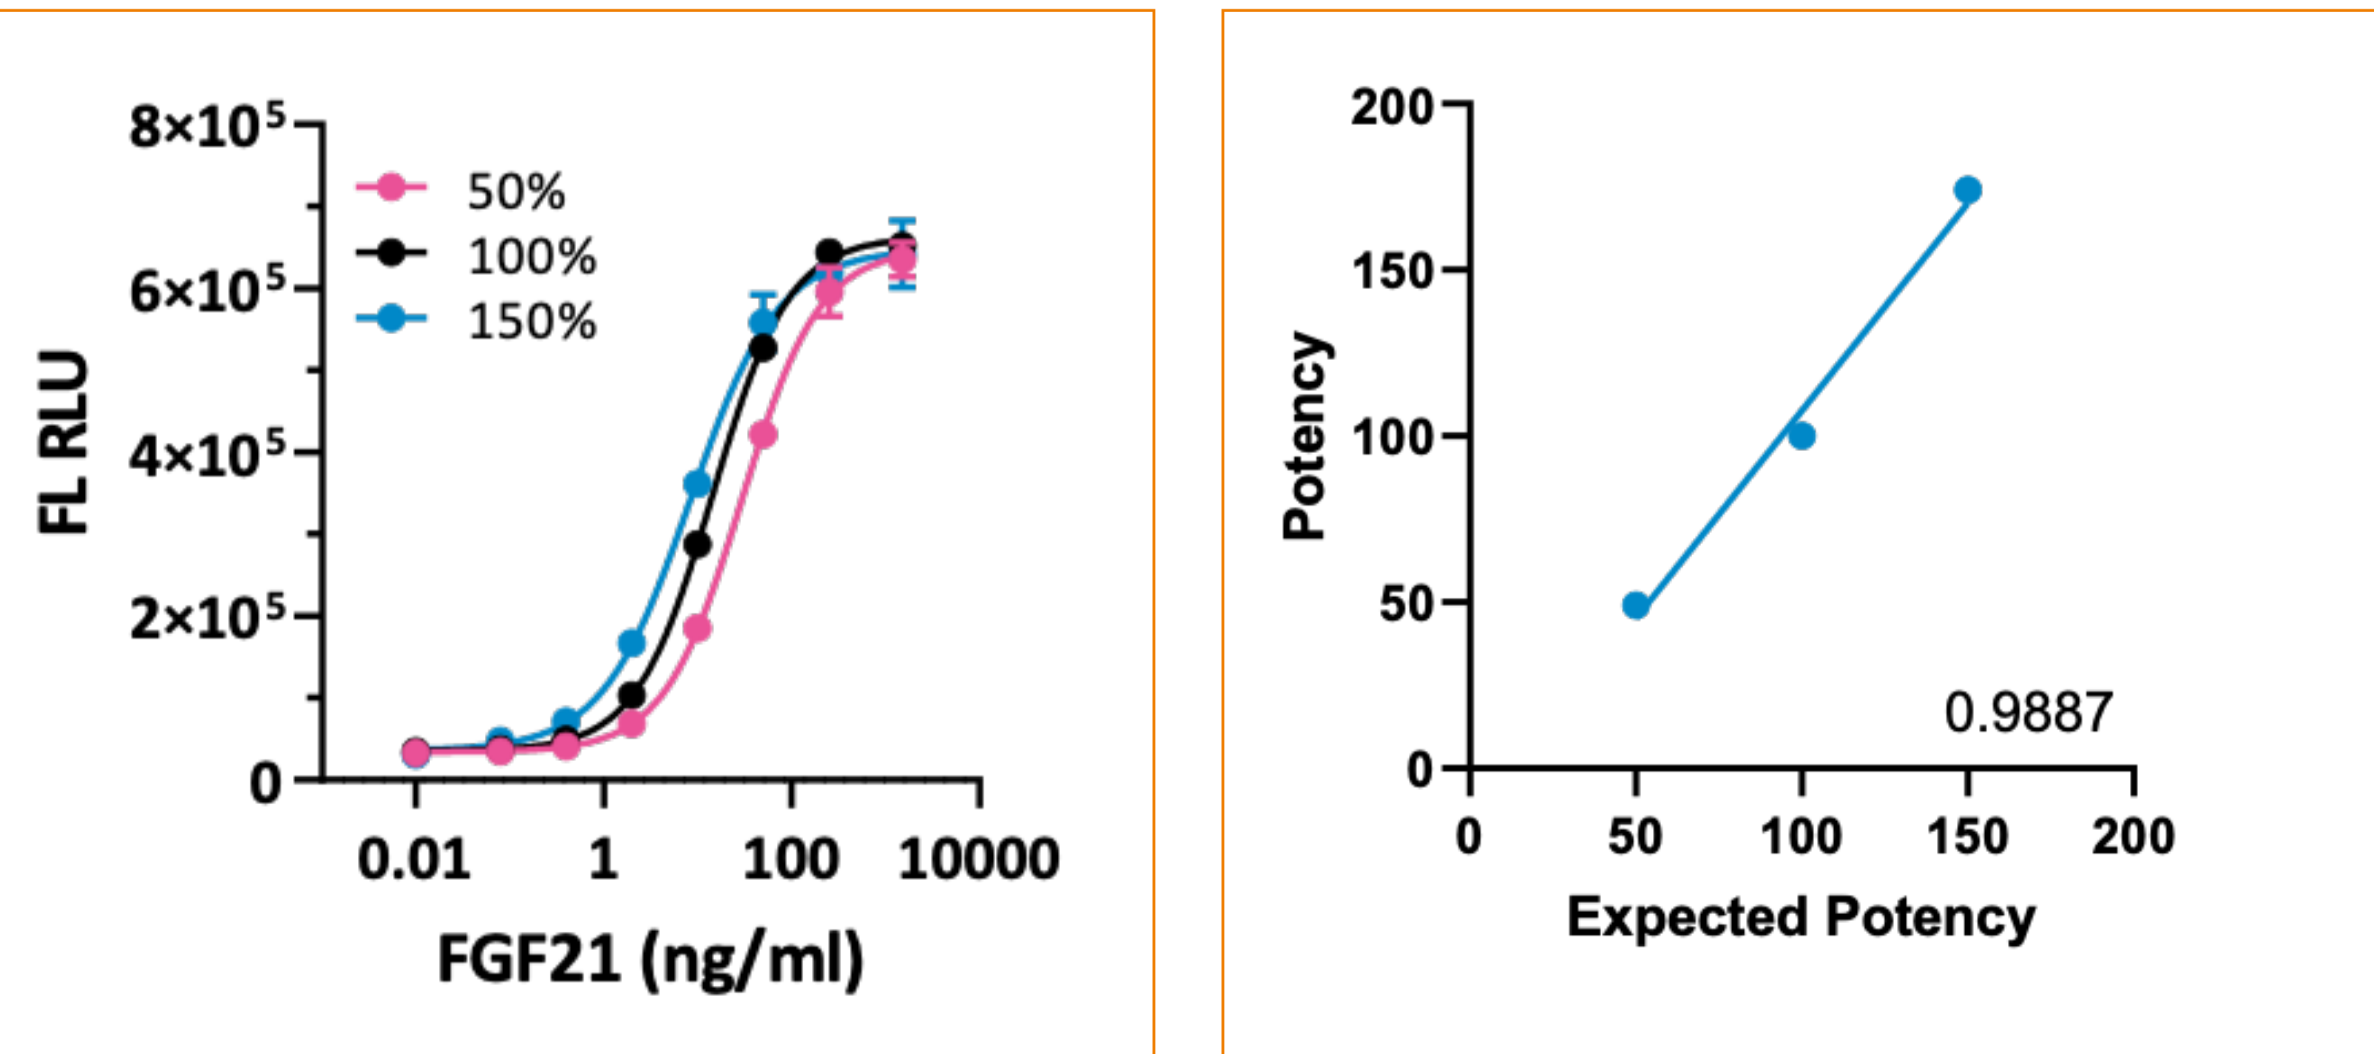 8×10⁵
6×10⁵
4×10⁵
2×10⁵
0
FL RLU
50%
100%
150%
0.01 1 100 10000
FGF21 (ng/ml)
200
150
100
50
0
Potency
0.9887
0 50 100 150 200
Expected Potency